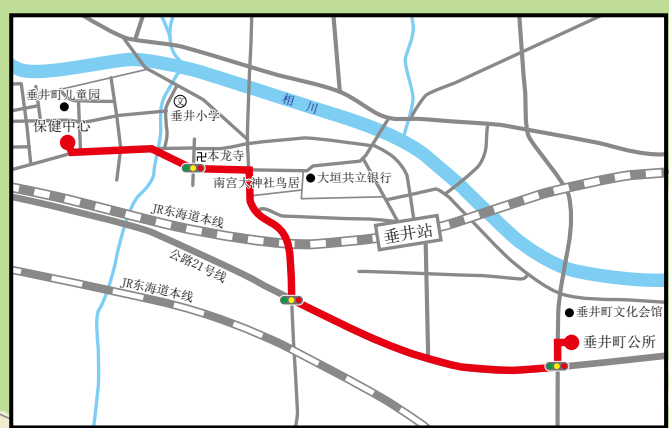 相川
垂井町儿童园
文
垂井小学
保健中心
卍本龙寺
南宫大神社鸟居
大垣共立银行
JR东海道本线
垂井站
公路21号线
JR东海道本线
垂井町文化会馆
垂井町公所